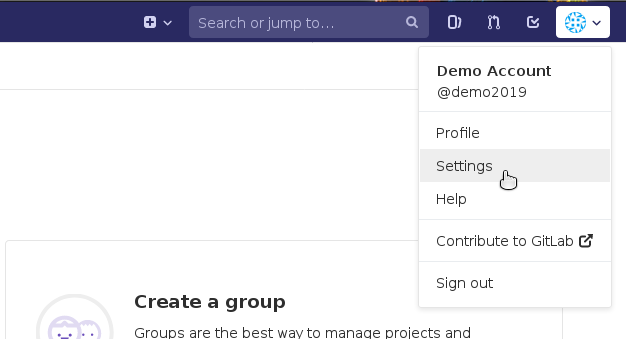 Search or jump to...
Demo Account
@demo2019
Profile
Settings
Help
Contribute to GitLab
Sign out
Create a group
Groups are the best way to manage projects and